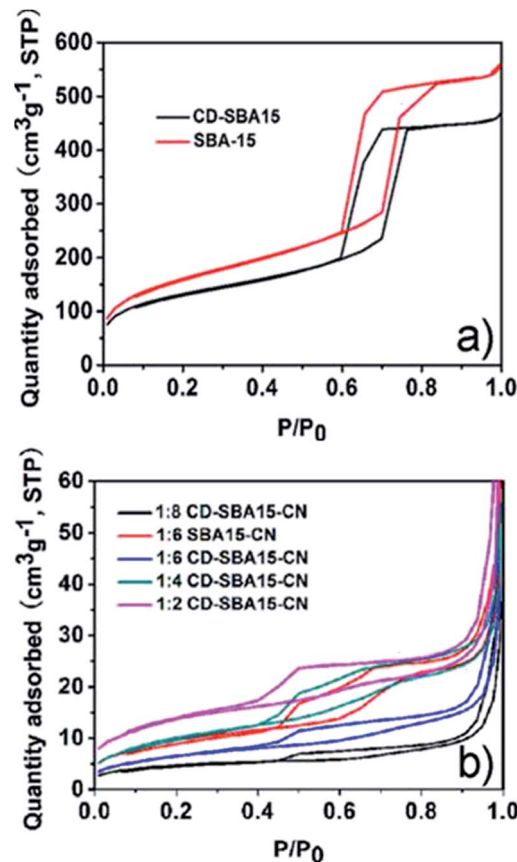 Quantity adsorbed (cm³g⁻¹, STP)
600
500
400
300
200
100
0
CD-SBA15
SBA-15
a)
0.0 0.2 0.4 0.6 0.8 1.0
P/P₀
Quantity adsorbed (cm³g⁻¹, STP)
60
50
40
30
20
10
0
1:8 CD-SBA15-CN
1:6 SBA15-CN
1:6 CD-SBA15-CN
1:4 CD-SBA15-CN
1:2 CD-SBA15-CN
b)
0.0 0.2 0.4 0.6 0.8 1.0
P/P₀